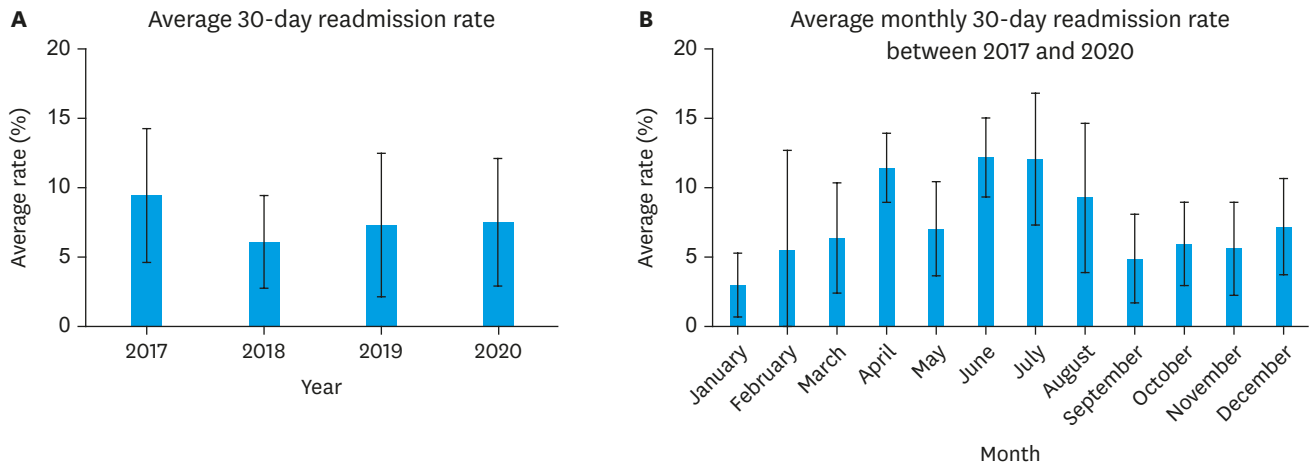 A
Average 30-day readmission rate
20
15
10
5
0
Average rate (%)
2017
2018
2019
2020
Year
B
Average monthly 30-day readmission rate
between 2017 and 2020
20
15
10
5
0
Average rate (%)
January
February
March
April
May
June
July
August
September
October
November
December
Month